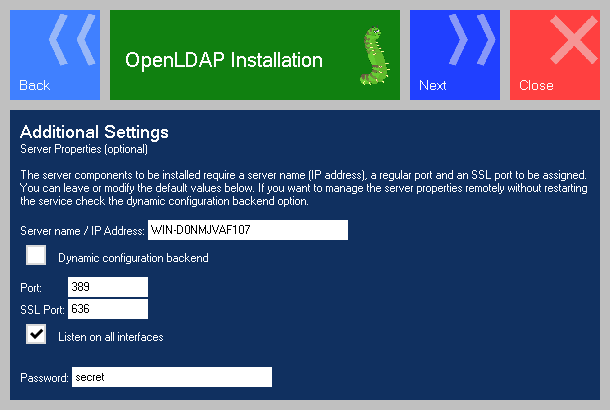 Back
OpenLDAP Installation
Next
Close
Additional Settings
Server Properties (optional)
The server components to be installed require a server name (IP address), a regular port and an SSL port to be assigned.
You can leave or modify the default values below. If you want to manage the server properties remotely without restarting
the service check the dynamic configuration backend option.
Server name / IP Address: WIN-D0NMJVAF107
Dynamic configuration backend
Port: 389
SSL Port: 636
Listen on all interfaces
Password: secret